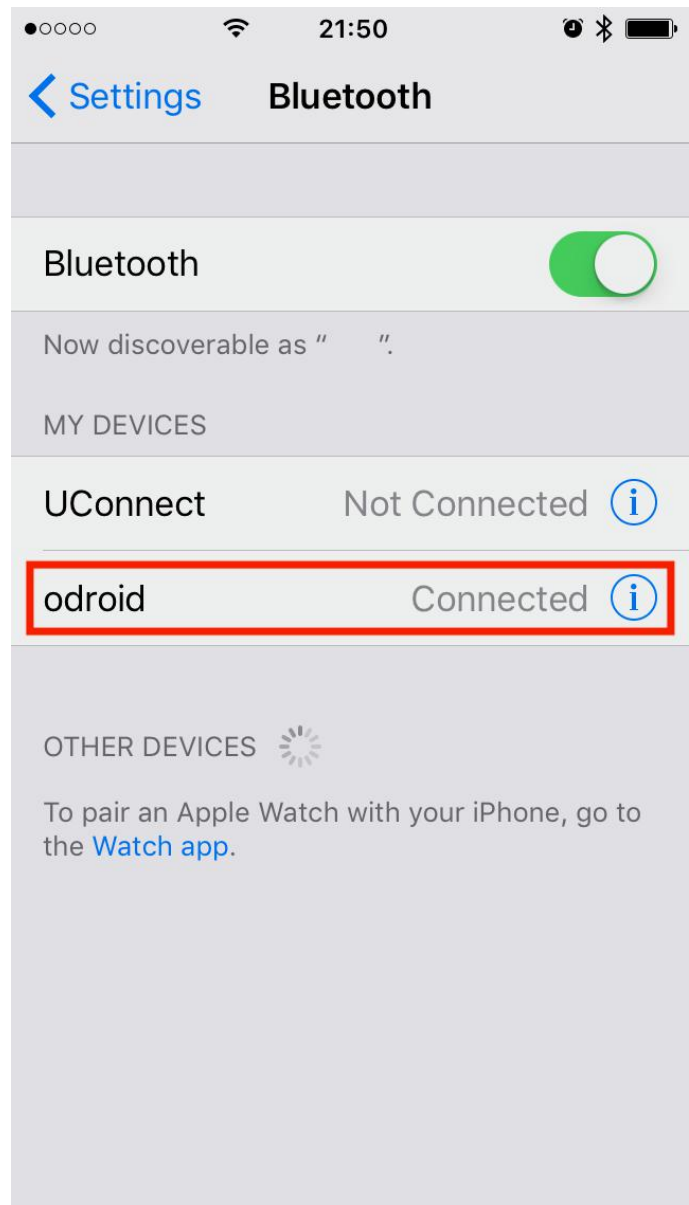 21:50
Settings Bluetooth
Bluetooth
Now discoverable as “ ”.
MY DEVICES
UConnect Not Connected i
odroid Connected i
OTHER DEVICES
To pair an Apple Watch with your iPhone, go to
the Watch app.